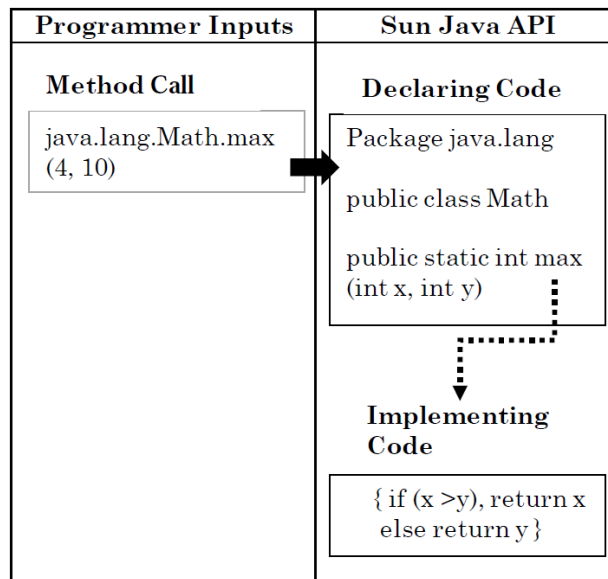 Programmer Inputs
Sun Java API
Method Call
java.lang.Math.max
(4, 10)
Declaring Code
Package java.lang
public class Math
public static int max
(int x, int y)
Implementing
Code
{ if (x >y), return x
else return y }